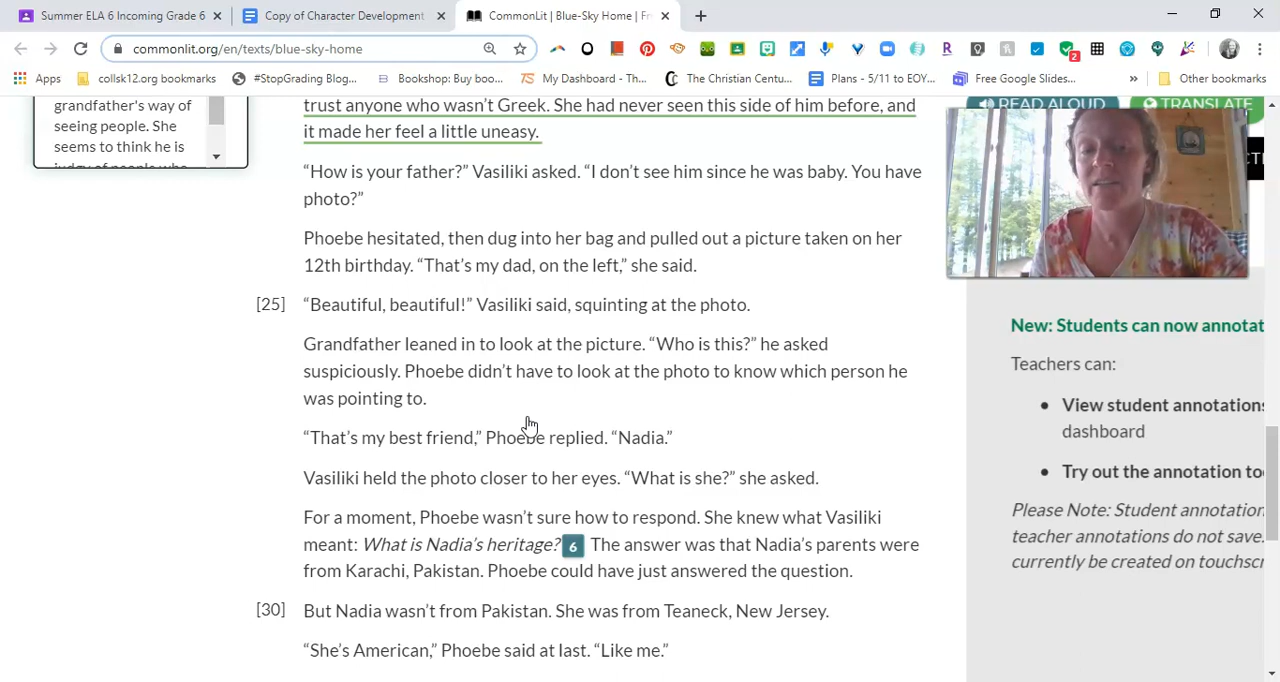 Summer ELA 6 Incoming Grade 6
Copy of Character Development
CommonLit | Blue-Sky Home | Fr
commonlit.org/en/texts/blue-sky-home
2
Apps
collsk12.org bookmarks
#StopGrading Blog...
Bookshop: Buy boo...
TS My Dashboard - Th...
The Christian Centu...
Plans - 5/11 to EOY...
Free Google Slides...
»
Other bookmarks
grandfather's way of
seeing people. She
seems to think he is
judgy of people who
trust anyone who wasn't Greek. She had never seen this side of him before, and
it made her feel a little uneasy.
“How is your father?” Vasiliki asked. “I don't see him since he was baby. You have
photo?”
Phoebe hesitated, then dug into her bag and pulled out a picture taken on her
12th birthday. “That's my dad, on the left,” she said.
[25] “Beautiful, beautiful!” Vasiliki said, squinting at the photo.
Grandfather leaned in to look at the picture. “Who is this?” he asked
suspiciously. Phoebe didn't have to look at the photo to know which person he
was pointing to.
“That's my best friend,” Phoebe replied. “Nadia.”
Vasiliki held the photo closer to her eyes. “What is she?” she asked.
For a moment, Phoebe wasn't sure how to respond. She knew what Vasiliki
meant: What is Nadia's heritage? 6 The answer was that Nadia's parents were
from Karachi, Pakistan. Phoebe could have just answered the question.
[30] But Nadia wasn't from Pakistan. She was from Teaneck, New Jersey.
“She's American,” Phoebe said at last. “Like me.”
READ ALOUD
TRANSLATE
New: Students can now annotat
Teachers can:
• View student annotations
dashboard
• Try out the annotation to
Please Note: Student annotation
teacher annotations do not save.
currently be created on touchscr